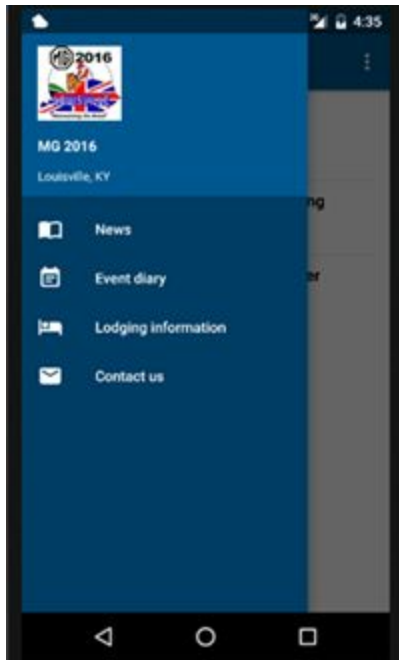 4:35
MG 2016
MG 2016
Louisville, KY
ng
News
er
Event diary
Lodging information
Contact us